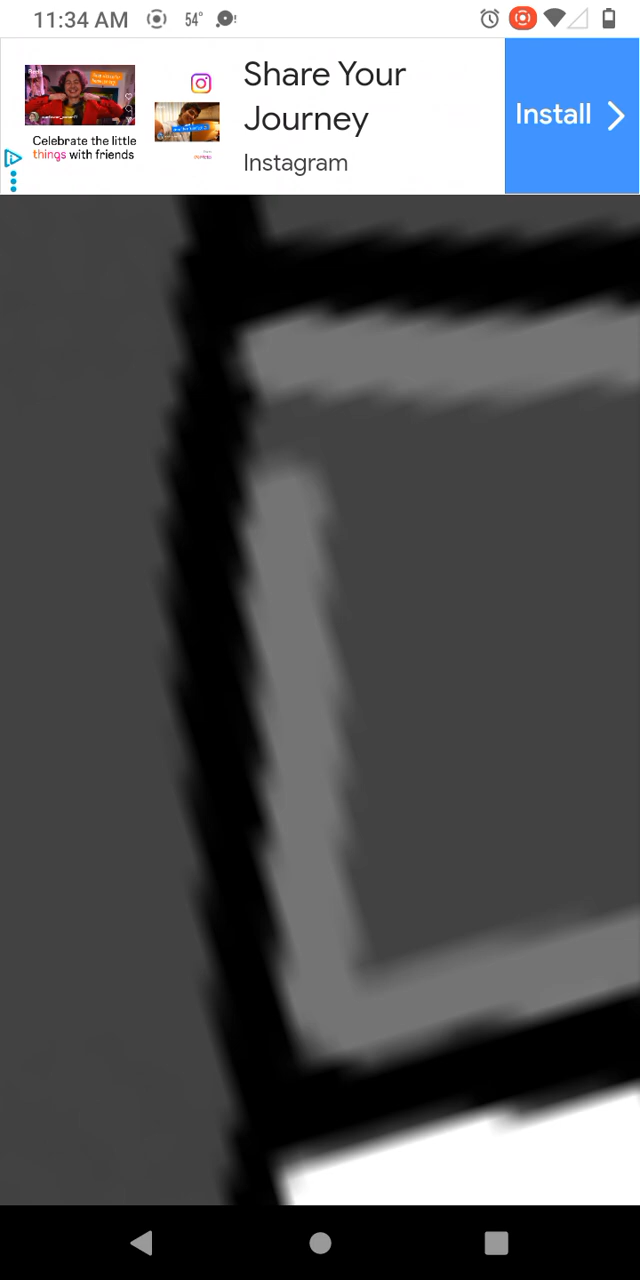 11:34 AM
54°
Share Your
Journey
Instagram
Install
Celebrate the little
things with friends